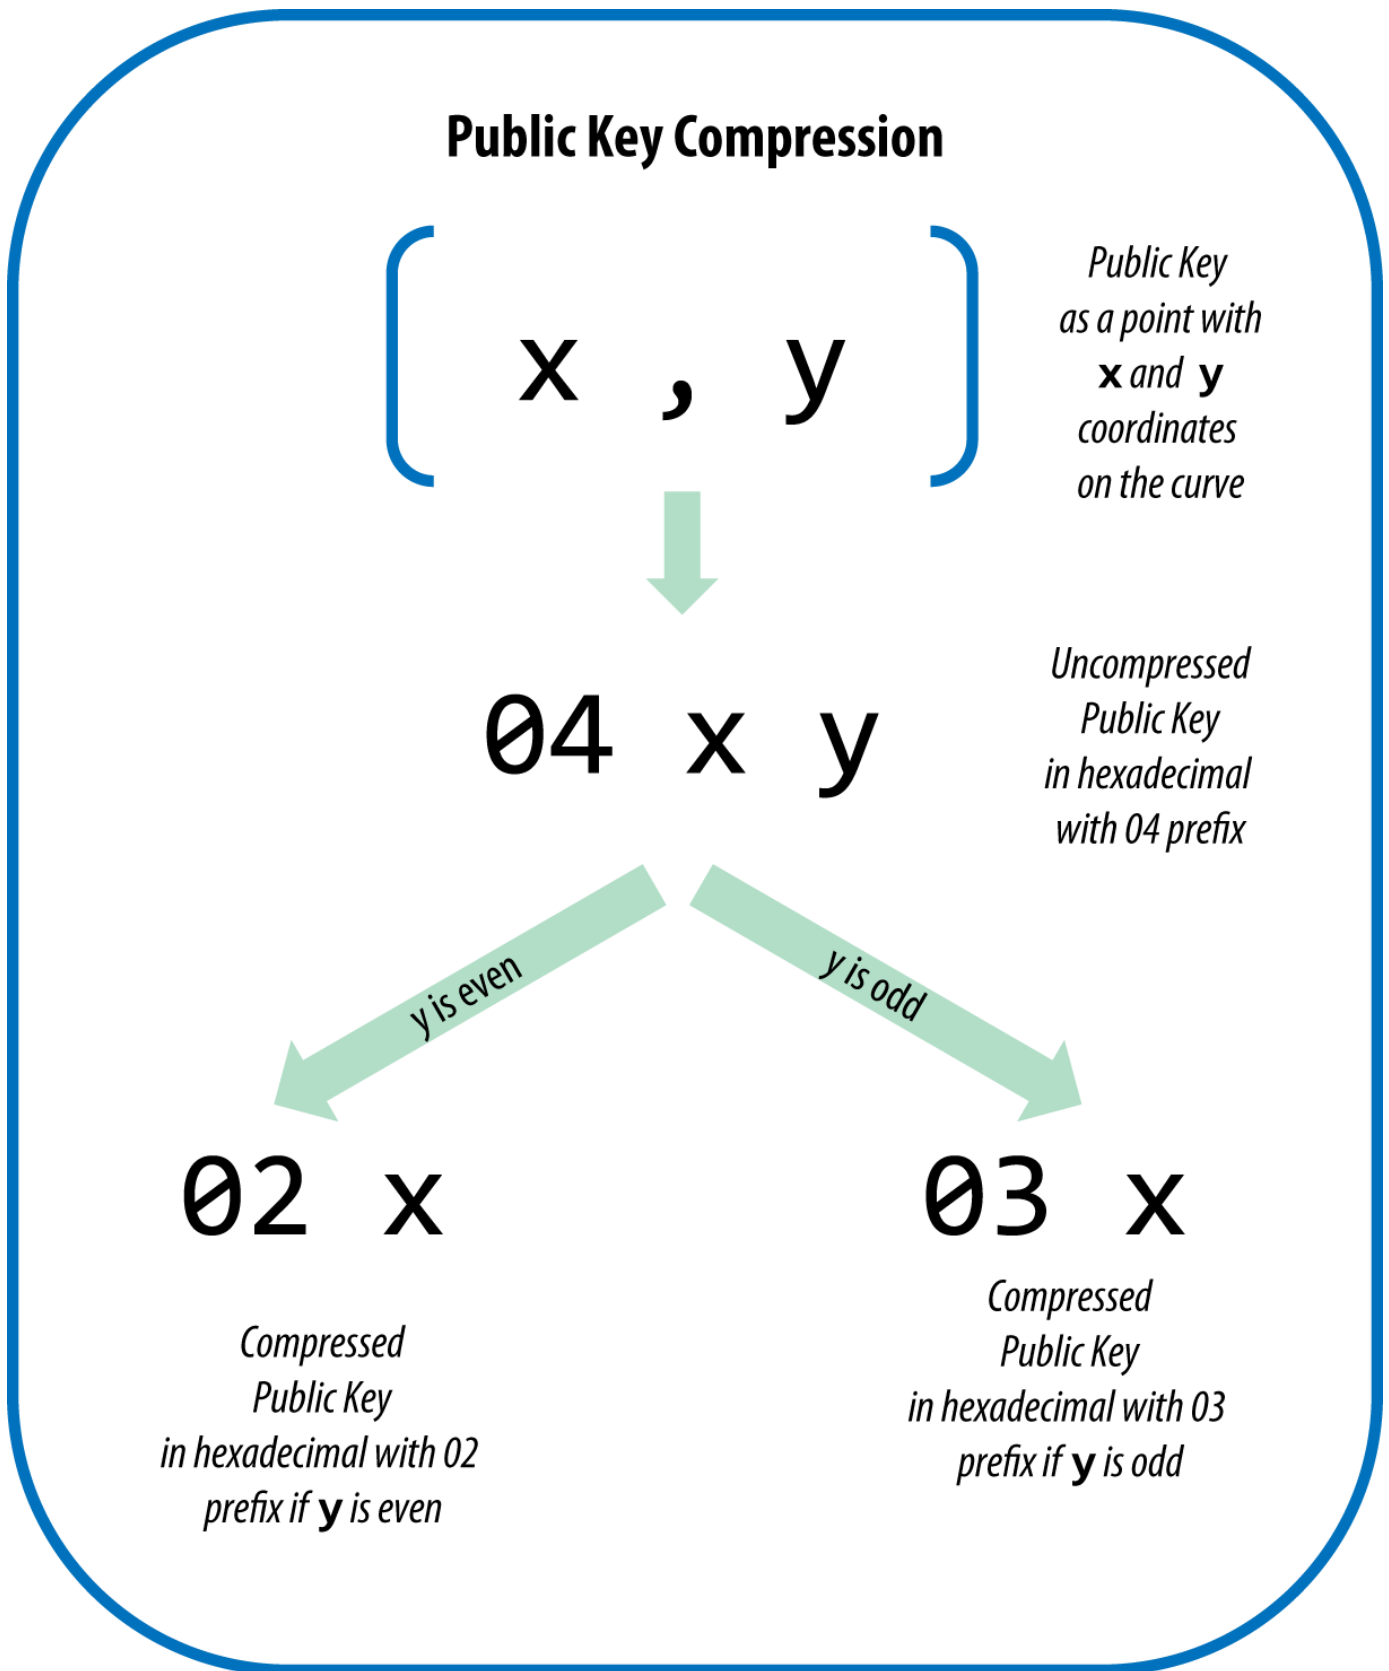 Public Key Compression
x , y
Public Key
as a point with
x and y
coordinates
on the curve
04 x y
Uncompressed
Public Key
in hexadecimal
with 04 prefix
y is even
y is odd
02 x
03 x
Compressed
Public Key
in hexadecimal with 02
prefix if y is even
Compressed
Public Key
in hexadecimal with 03
prefix if y is odd